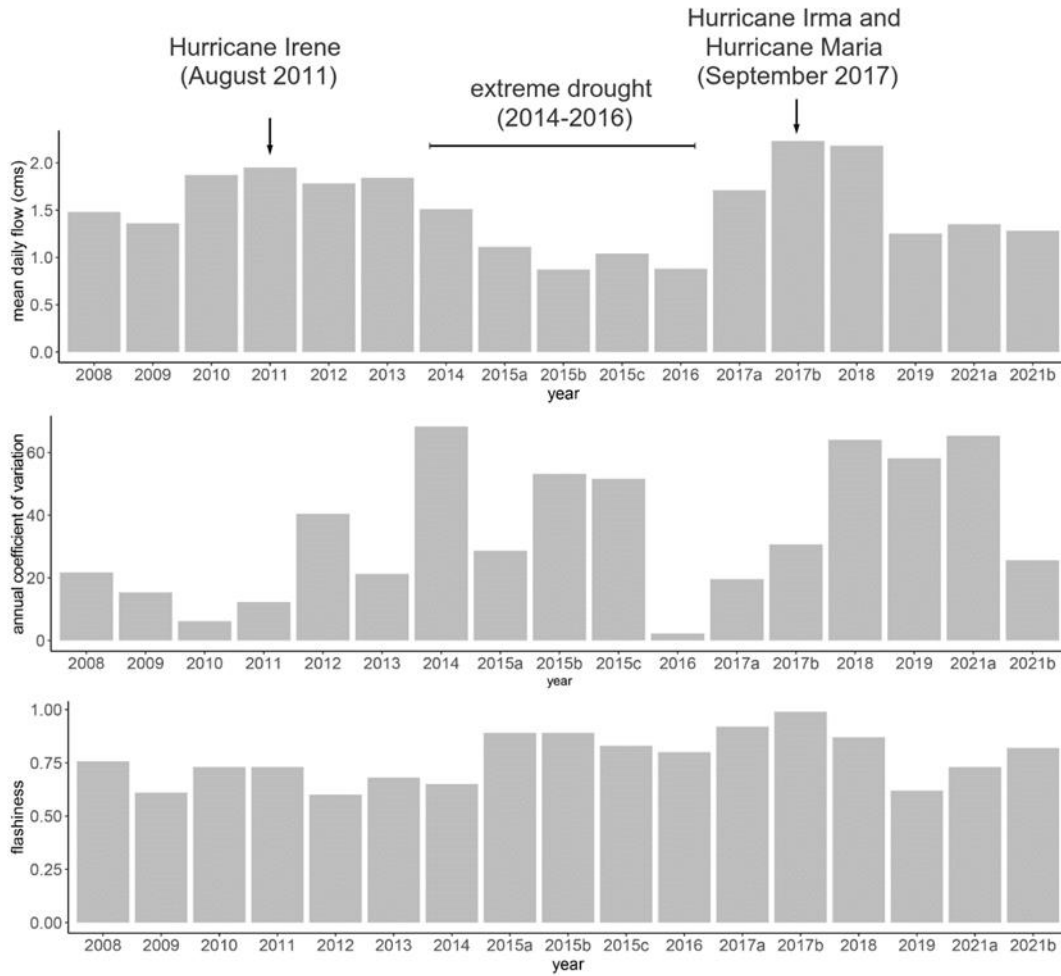 Hurricane Irene
(August 2011)
extreme drought
(2014-2016)
Hurricane Irma and
Hurricane Maria
(September 2017)
mean daily flow (cms)
2.0
1.5
1.0
0.5
0.0
2008 2009 2010 2011 2012 2013 2014 2015a 2015b 2015c 2016 2017a 2017b 2018 2019 2021a 2021b
year
annual coefficient of variation
60
40
20
0
2008 2009 2010 2011 2012 2013 2014 2015a 2015b 2015c 2016 2017a 2017b 2018 2019 2021a 2021b
year
flashiness
1.00
0.75
0.50
0.25
0.00
2008 2009 2010 2011 2012 2013 2014 2015a 2015b 2015c 2016 2017a 2017b 2018 2019 2021a 2021b
year